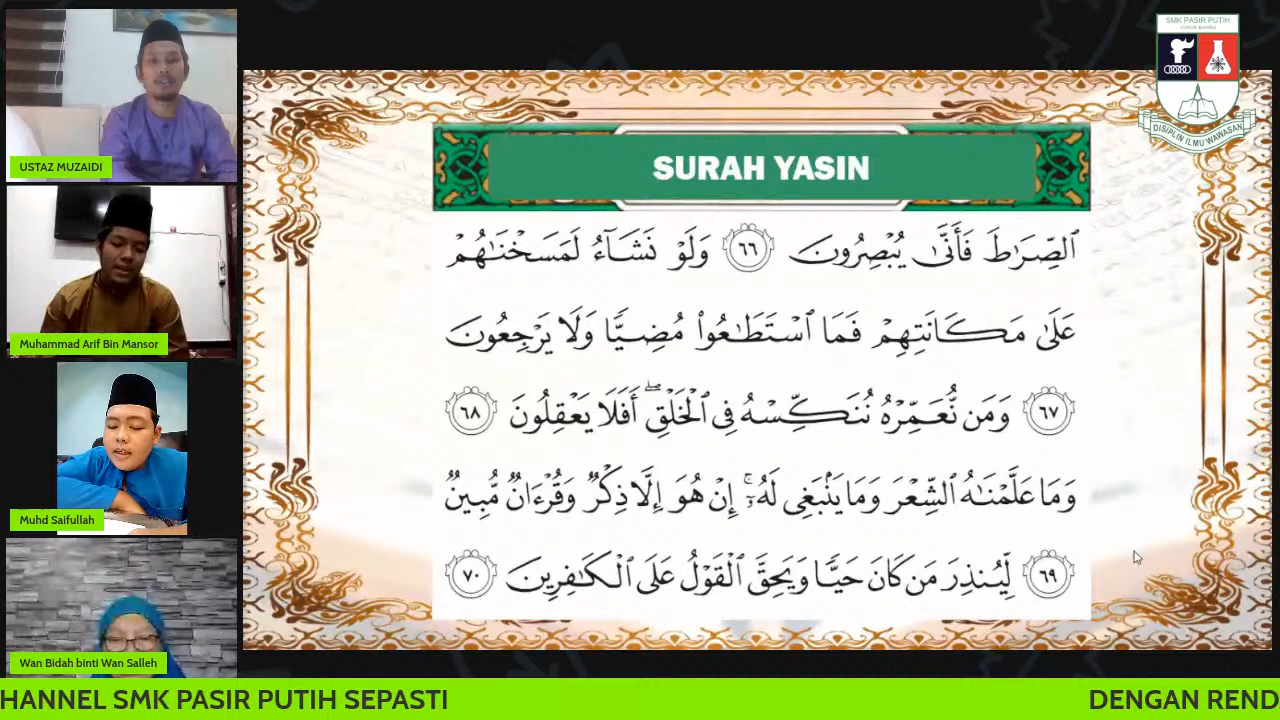 SMK PASIR PUTIH
DISIPLIN ILMU WAWASAN
SURAH YASIN
ٱلصِّرَٰطَ فَأَنَّىٰ يُبْصِرُونَ ٦٦ وَلَوْ نَشَآءُ لَمَسَخْنَٰهُمْ
عَلَىٰ مَكَانَتِهِمْ فَمَا ٱسْتَطَٰعُوا۟ مُضِيًّا وَلَا يَرْجِعُونَ
٦٧ وَمَن نُّعَمِّرْهُ نُنَكِّسْهُ فِى ٱلْخَلْقِ ۖ أَفَلَا يَعْقِلُونَ ٦٨
وَمَا عَلَّمْنَٰهُ ٱلشِّعْرَ وَمَا يَنۢبَغِى لَهُۥٓ ۚ إِنْ هُوَ إِلَّا ذِكْرٌ وَقُرْءَانٌ مُّبِينٌ
٦٩ لِّيُنذِرَ مَن كَانَ حَيًّا وَيَحِقَّ ٱلْقَوْلُ عَلَى ٱلْكَٰفِرِينَ ٧٠
USTAZ MUZAIDI
Muhammad Arif Bin Mansor
Muhd Saifullah
Wan Bidah binti Wan Salleh
HANNEL SMK PASIR PUTIH SEPASTI
DENGAN REND